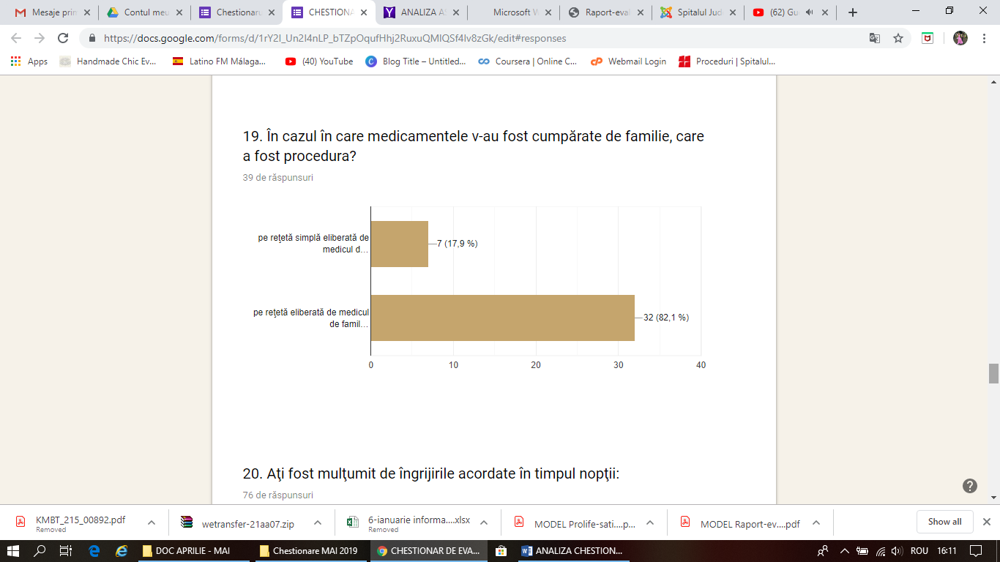 Mesaje prin
Contul meu
Chestionaru
CHESTIONA
ANALIZA AS
Microsoft W
Raport-eval
Spitalul Jud
(62) Gu
https://docs.google.com/forms/d/1rY2I_Un2I4nLP_bTZpOqufHhj2RuxuQMlQSf4lv8zGk/edit#responses
Apps
Handmade Chic Ev...
Latino FM Málaga...
(40) YouTube
Blog Title – Untitled...
Coursera | Online C...
Webmail Login
Proceduri | Spitalul...
19. În cazul în care medicamentele v-au fost cumpărate de familie, care
a fost procedura?
39 de răspunsuri
pe reţetă simplă eliberată de
medicul d…
7 (17,9 %)
pe reţetă eliberată de medicul
de famil…
32 (82,1 %)
0 10 20 30 40
20. Aţi fost mulţumit de îngrijirile acordate în timpul nopţii:
76 de răspunsuri
KMBT_215_00892.pdf
Removed
wetransfer-21aa07.zip
6-ianuarie informa....xlsx
Removed
MODEL Prolife-sati....p...
MODEL Raport-ev....pdf
Show all
DOC APRILIE - MAI
Chestionare MAI 2019
CHESTIONAR DE EVA...
ANALIZA CHESTION...
ROU
16:11